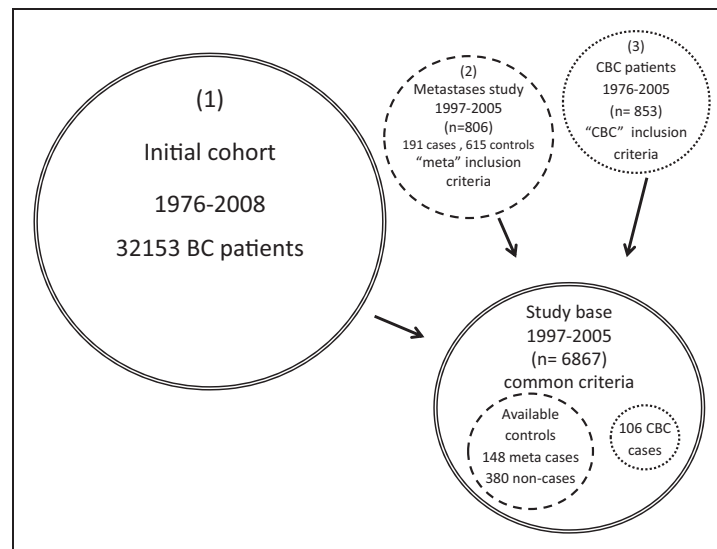 (1)
Initial cohort
1976-2008
32153 BC patients
(2)
Metastases study
1997-2005
(n=806)
191 cases , 615 controls
“meta” inclusion
criteria
(3)
CBC patients
1976-2005
(n= 853)
“CBC” inclusion
criteria
Study base
1997-2005
(n= 6867)
common criteria
Available
controls
148 meta cases
380 non-cases
106 CBC
cases